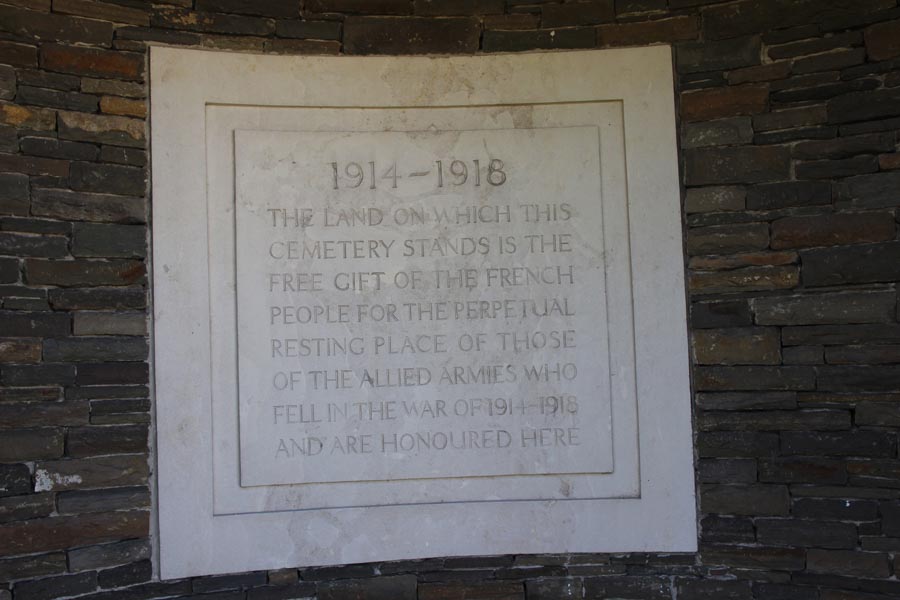 1914–1918
THE LAND ON WHICH THIS
CEMETERY STANDS IS THE
FREE GIFT OF THE FRENCH
PEOPLE FOR THE PERPETUAL
RESTING PLACE OF THOSE
OF THE ALLIED ARMIES WHO
FELL IN THE WAR OF 1914–1918
AND ARE HONOURED HERE